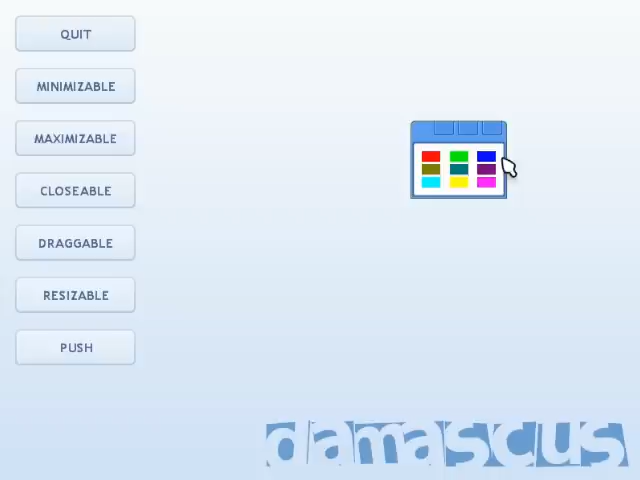 QUIT
MINIMIZABLE
MAXIMIZABLE
CLOSEABLE
DRAGGABLE
RESIZABLE
PUSH
damascus